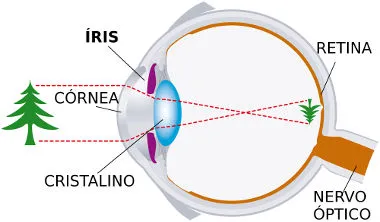 ÍRIS
RETINA
CÓRNEA
CRISTALINO
NERVO
ÓPTICO